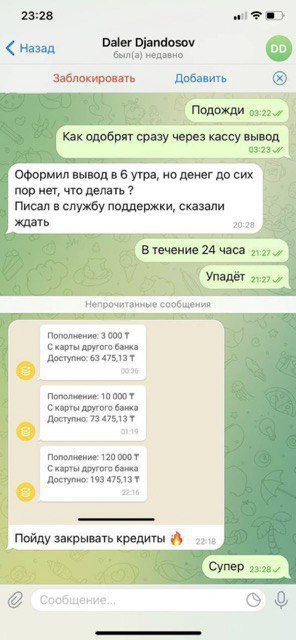 23:28
Назад
Daler Djandosov
был(а) недавно
DD
Заблокировать
Добавить
Подожди 03:22
Как одобрят сразу через кассу вывод
03:23
Оформил вывод в 6 утра, но денег до сих
пор нет, что делать ?
Писал в службу поддержки, сказали
ждать
20:28
В течение 24 часа 21:27
Упадёт 21:27
Непрочитанные сообщения
Пополнение: 3 000 ₸
С карты другого банка
Доступно: 63 475,13 ₸
00:36
Пополнение: 10 000 ₸
С карты другого банка
Доступно: 73 475,13 ₸
01:19
Пополнение: 120 000 ₸
С карты другого банка
Доступно: 193 475,13 ₸
22:16
Пойду закрывать кредиты 🔥 22:18
Супер 23:28
Сообщение...